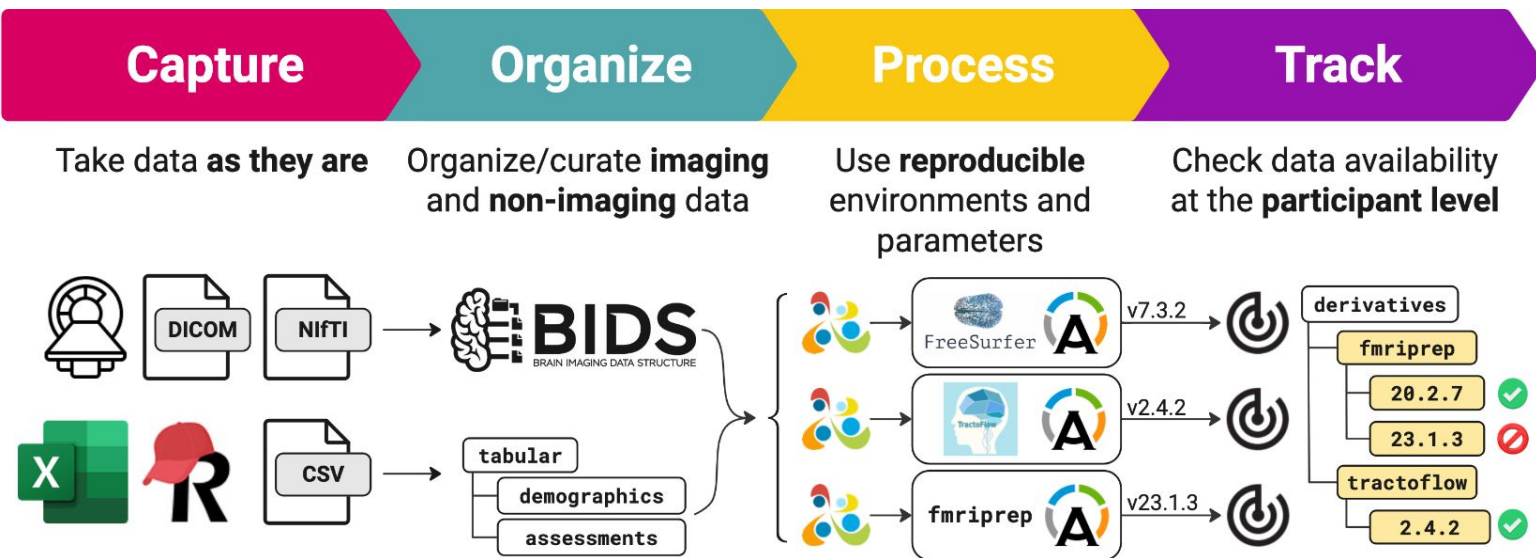 Capture
Organize
Process
Track
Take data as they are
Organize/curate imaging
and non-imaging data
Use reproducible
environments and
parameters
Check data availability
at the participant level
DICOM
NIfTI
BIDS
BRAIN IMAGING DATA STRUCTURE
X
R
CSV
tabular
demographics
assessments
FreeSurfer
A
v7.3.2
TractoFlow
A
v2.4.2
fmriprep
A
v23.1.3
derivatives
fmriprep
20.2.7
23.1.3
tractoflow
2.4.2